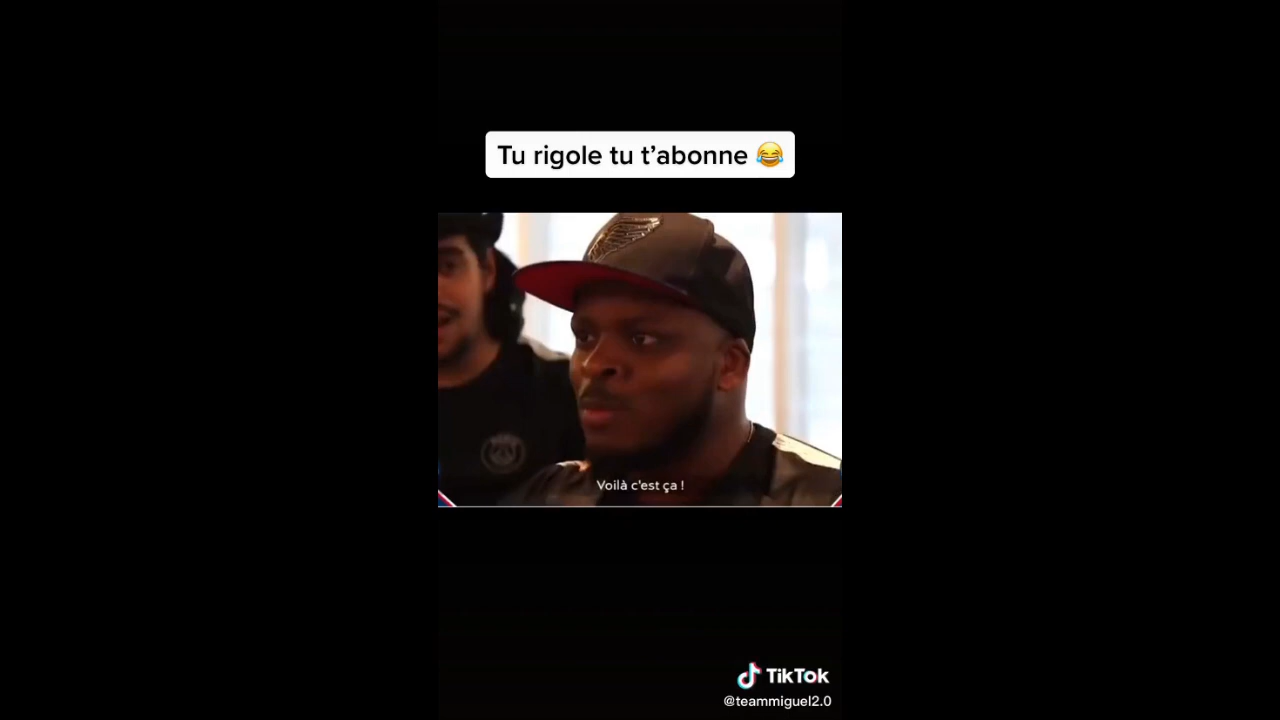 Tu rigole tu t’abonne 😂
Voilà c'est ça !
TikTok
@teammiguel2.0